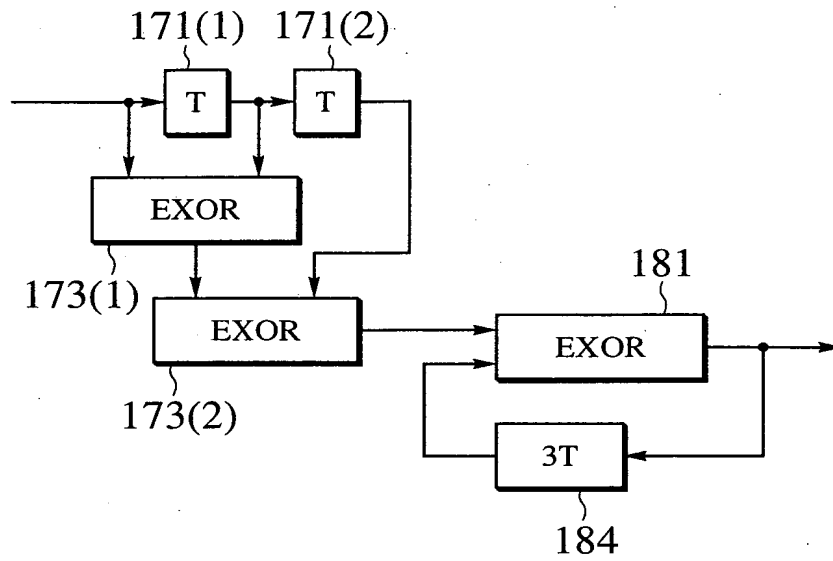 171(1)
171(2)
T
T
EXOR
173(1)
EXOR
173(2)
181
EXOR
3T
184